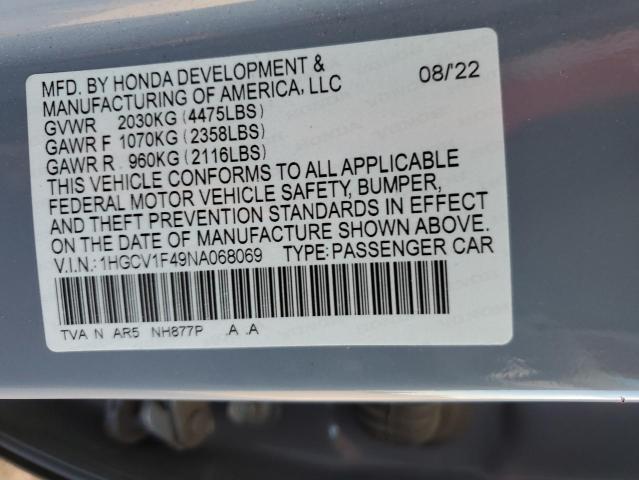 MFD. BY HONDA DEVELOPMENT & 08/'22
MANUFACTURING OF AMERICA, LLC
GVWR 2030KG (4475LBS)
GAWR F 1070KG (2358LBS)
GAWR R 960KG (2116LBS)
THIS VEHICLE CONFORMS TO ALL APPLICABLE
FEDERAL MOTOR VEHICLE SAFETY, BUMPER,
AND THEFT PREVENTION STANDARDS IN EFFECT
ON THE DATE OF MANUFACTURE SHOWN ABOVE.
V.I.N.:1HGCV1F49NA068069 TYPE:PASSENGER CAR
TVA N AR5 NH877P .A .A